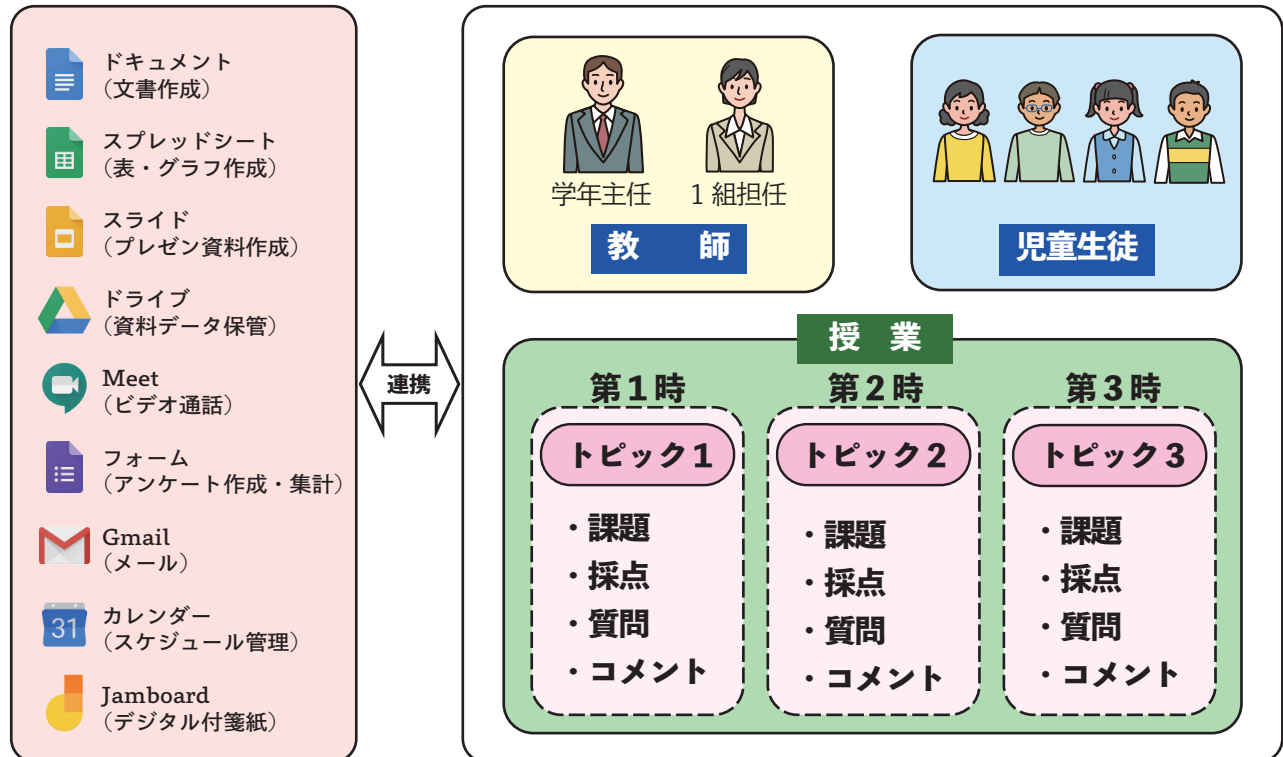 ドキュメント
（文書作成）
スプレッドシート
（表・グラフ作成）
スライド
（プレゼン資料作成）
ドライブ
（資料データ保管）
Meet
（ビデオ通話）
フォーム
（アンケート作成・集計）
Gmail
（メール）
31
カレンダー
（スケジュール管理）
Jamboard
（デジタル付箋紙）
連携
学年主任
1組担任
教　師
児童生徒
授　業
第1時
トピック1
・課題
・採点
・質問
・コメント
第2時
トピック2
・課題
・採点
・質問
・コメント
第3時
トピック3
・課題
・採点
・質問
・コメント